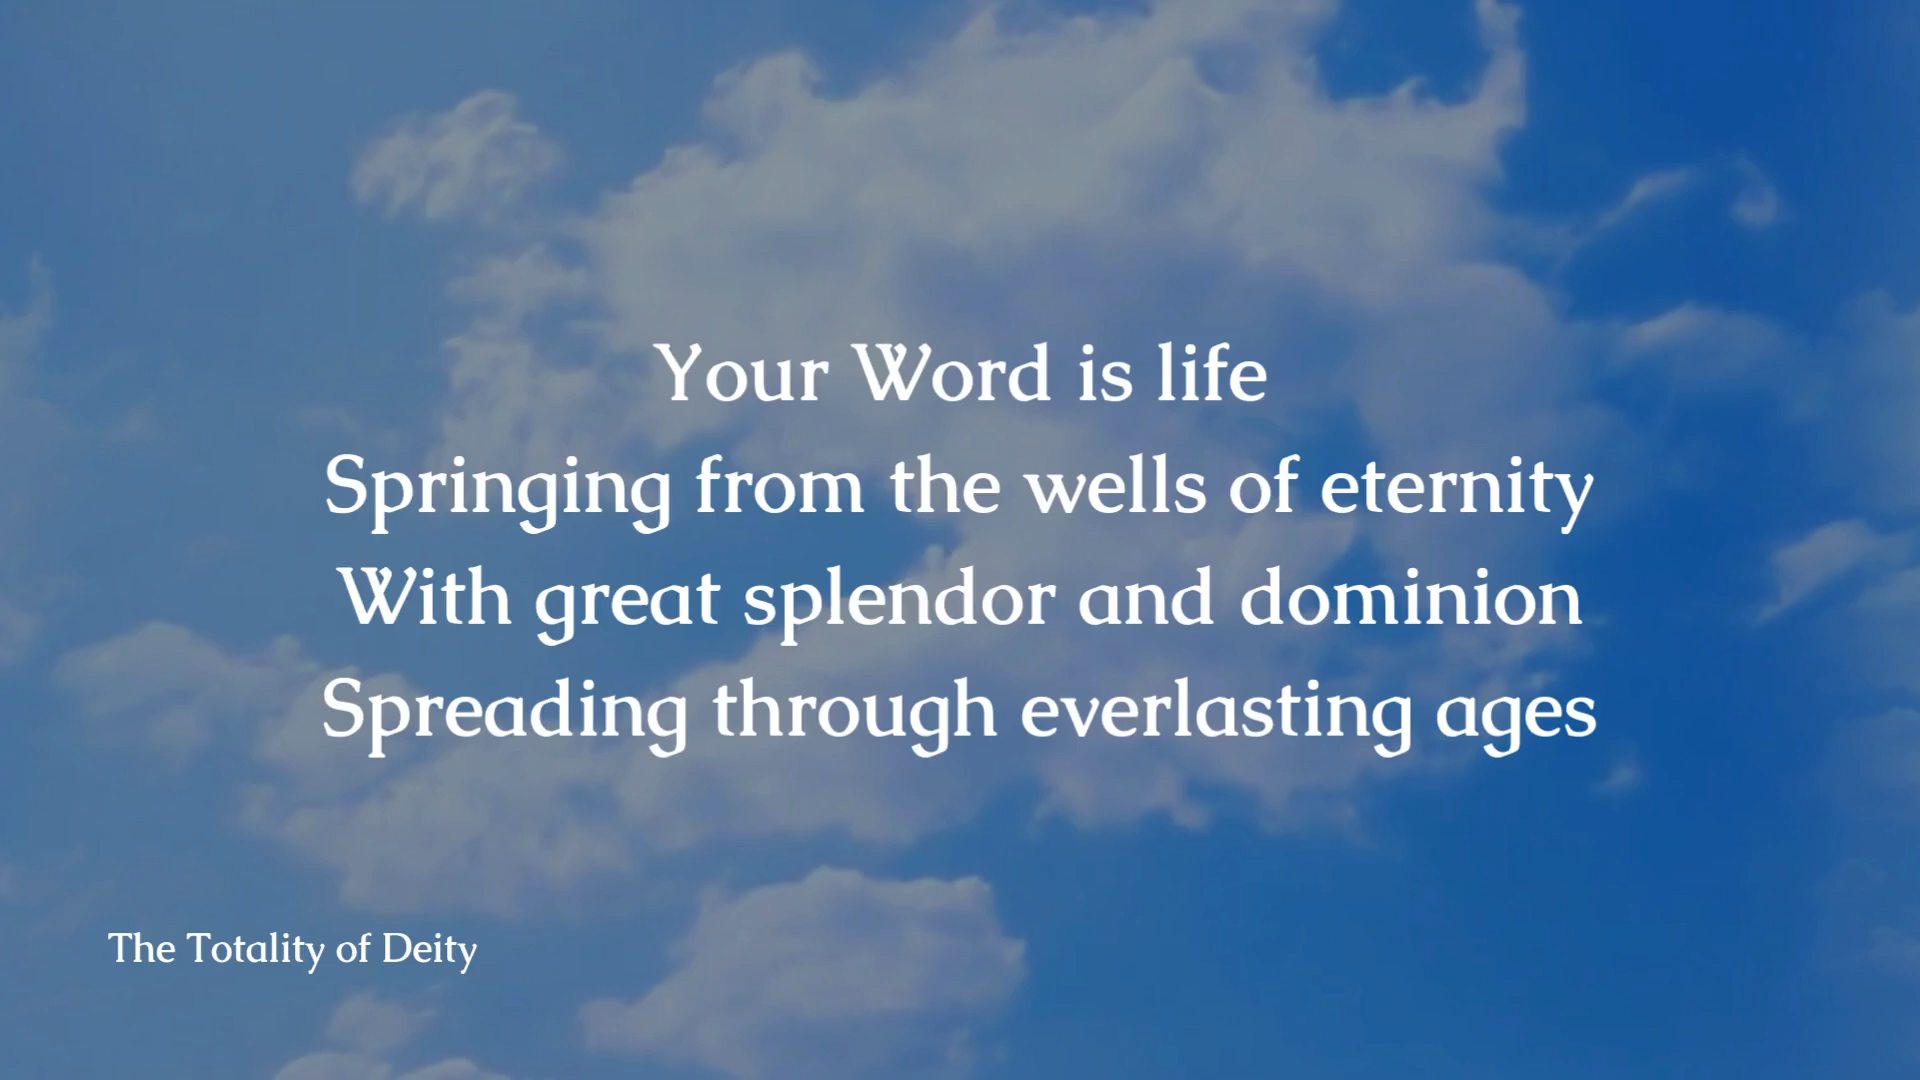 Your Word is life
Springing from the wells of eternity
With great splendor and dominion
Spreading through everlasting ages
The Totality of Deity